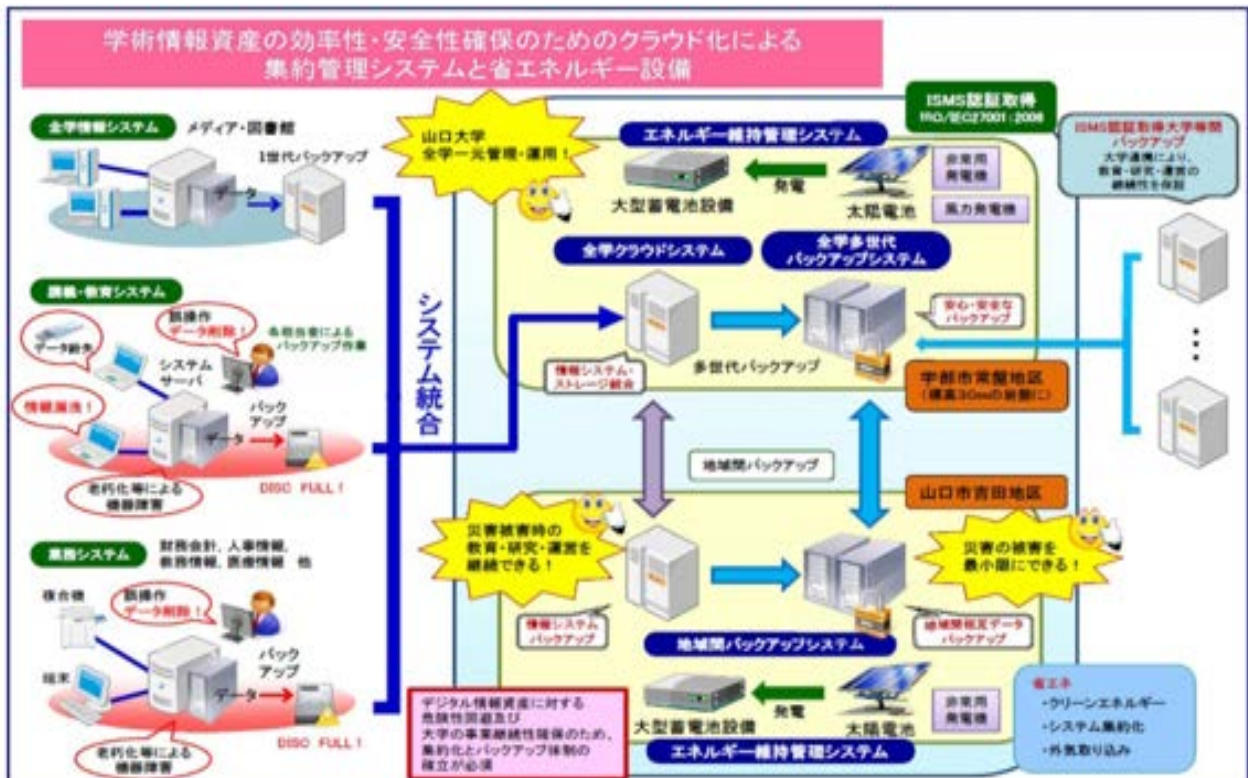 学術情報資産の効率性・安全性確保のためのクラウド化による
集約管理システムと省エネルギー設備
全学情報システム
メディア・図書館
1世代バックアップ
データ
講義・教育システム
誤操作
データ削除！
各担当者による
バックアップ作業
データ紛失
システム
サーバ
情報漏洩！
バック
アップ
データ
老朽化等による
機器障害
DISC FULL！
業務システム
財務会計，人事情報，
教務情報，医療情報 他
複合機
誤操作
データ削除！
バック
アップ
端末
データ
老朽化等による
機器障害
DISC FULL！
システム統合
山口大学
全学一元管理・運用！
エネルギー維持管理システム
ISMS認証取得
ISO/IEC27001：2006
大型蓄電池設備
発電
太陽電池
非常用
発電機
風力発電機
全学クラウドシステム
全学多世代
バックアップシステム
情報システム・
ストレージ統合
多世代バックアップ
安心・安全な
バックアップ
宇部市常盤地区
（標高30mの岩盤に）
ISMS認証取得大学等間
バックアップ
大学連携により，
教育・研究・運営の
継続性を保証
地域間バックアップ
山口市吉田地区
災害被害時の
教育・研究・運営を
継続できる！
災害の被害を
最小限にできる！
情報システム
バックアップ
地域間相互データ
バックアップ
地域間バックアップシステム
大型蓄電池設備
発電
太陽電池
非常用
発電機
エネルギー維持管理システム
デジタル情報資産に対する
危険性回避及び
大学の事業継続性確保のため、
集約化とバックアップ体制の
確立が必須
省エネ
・クリーンエネルギー
・システム集約化
・外気取り込み